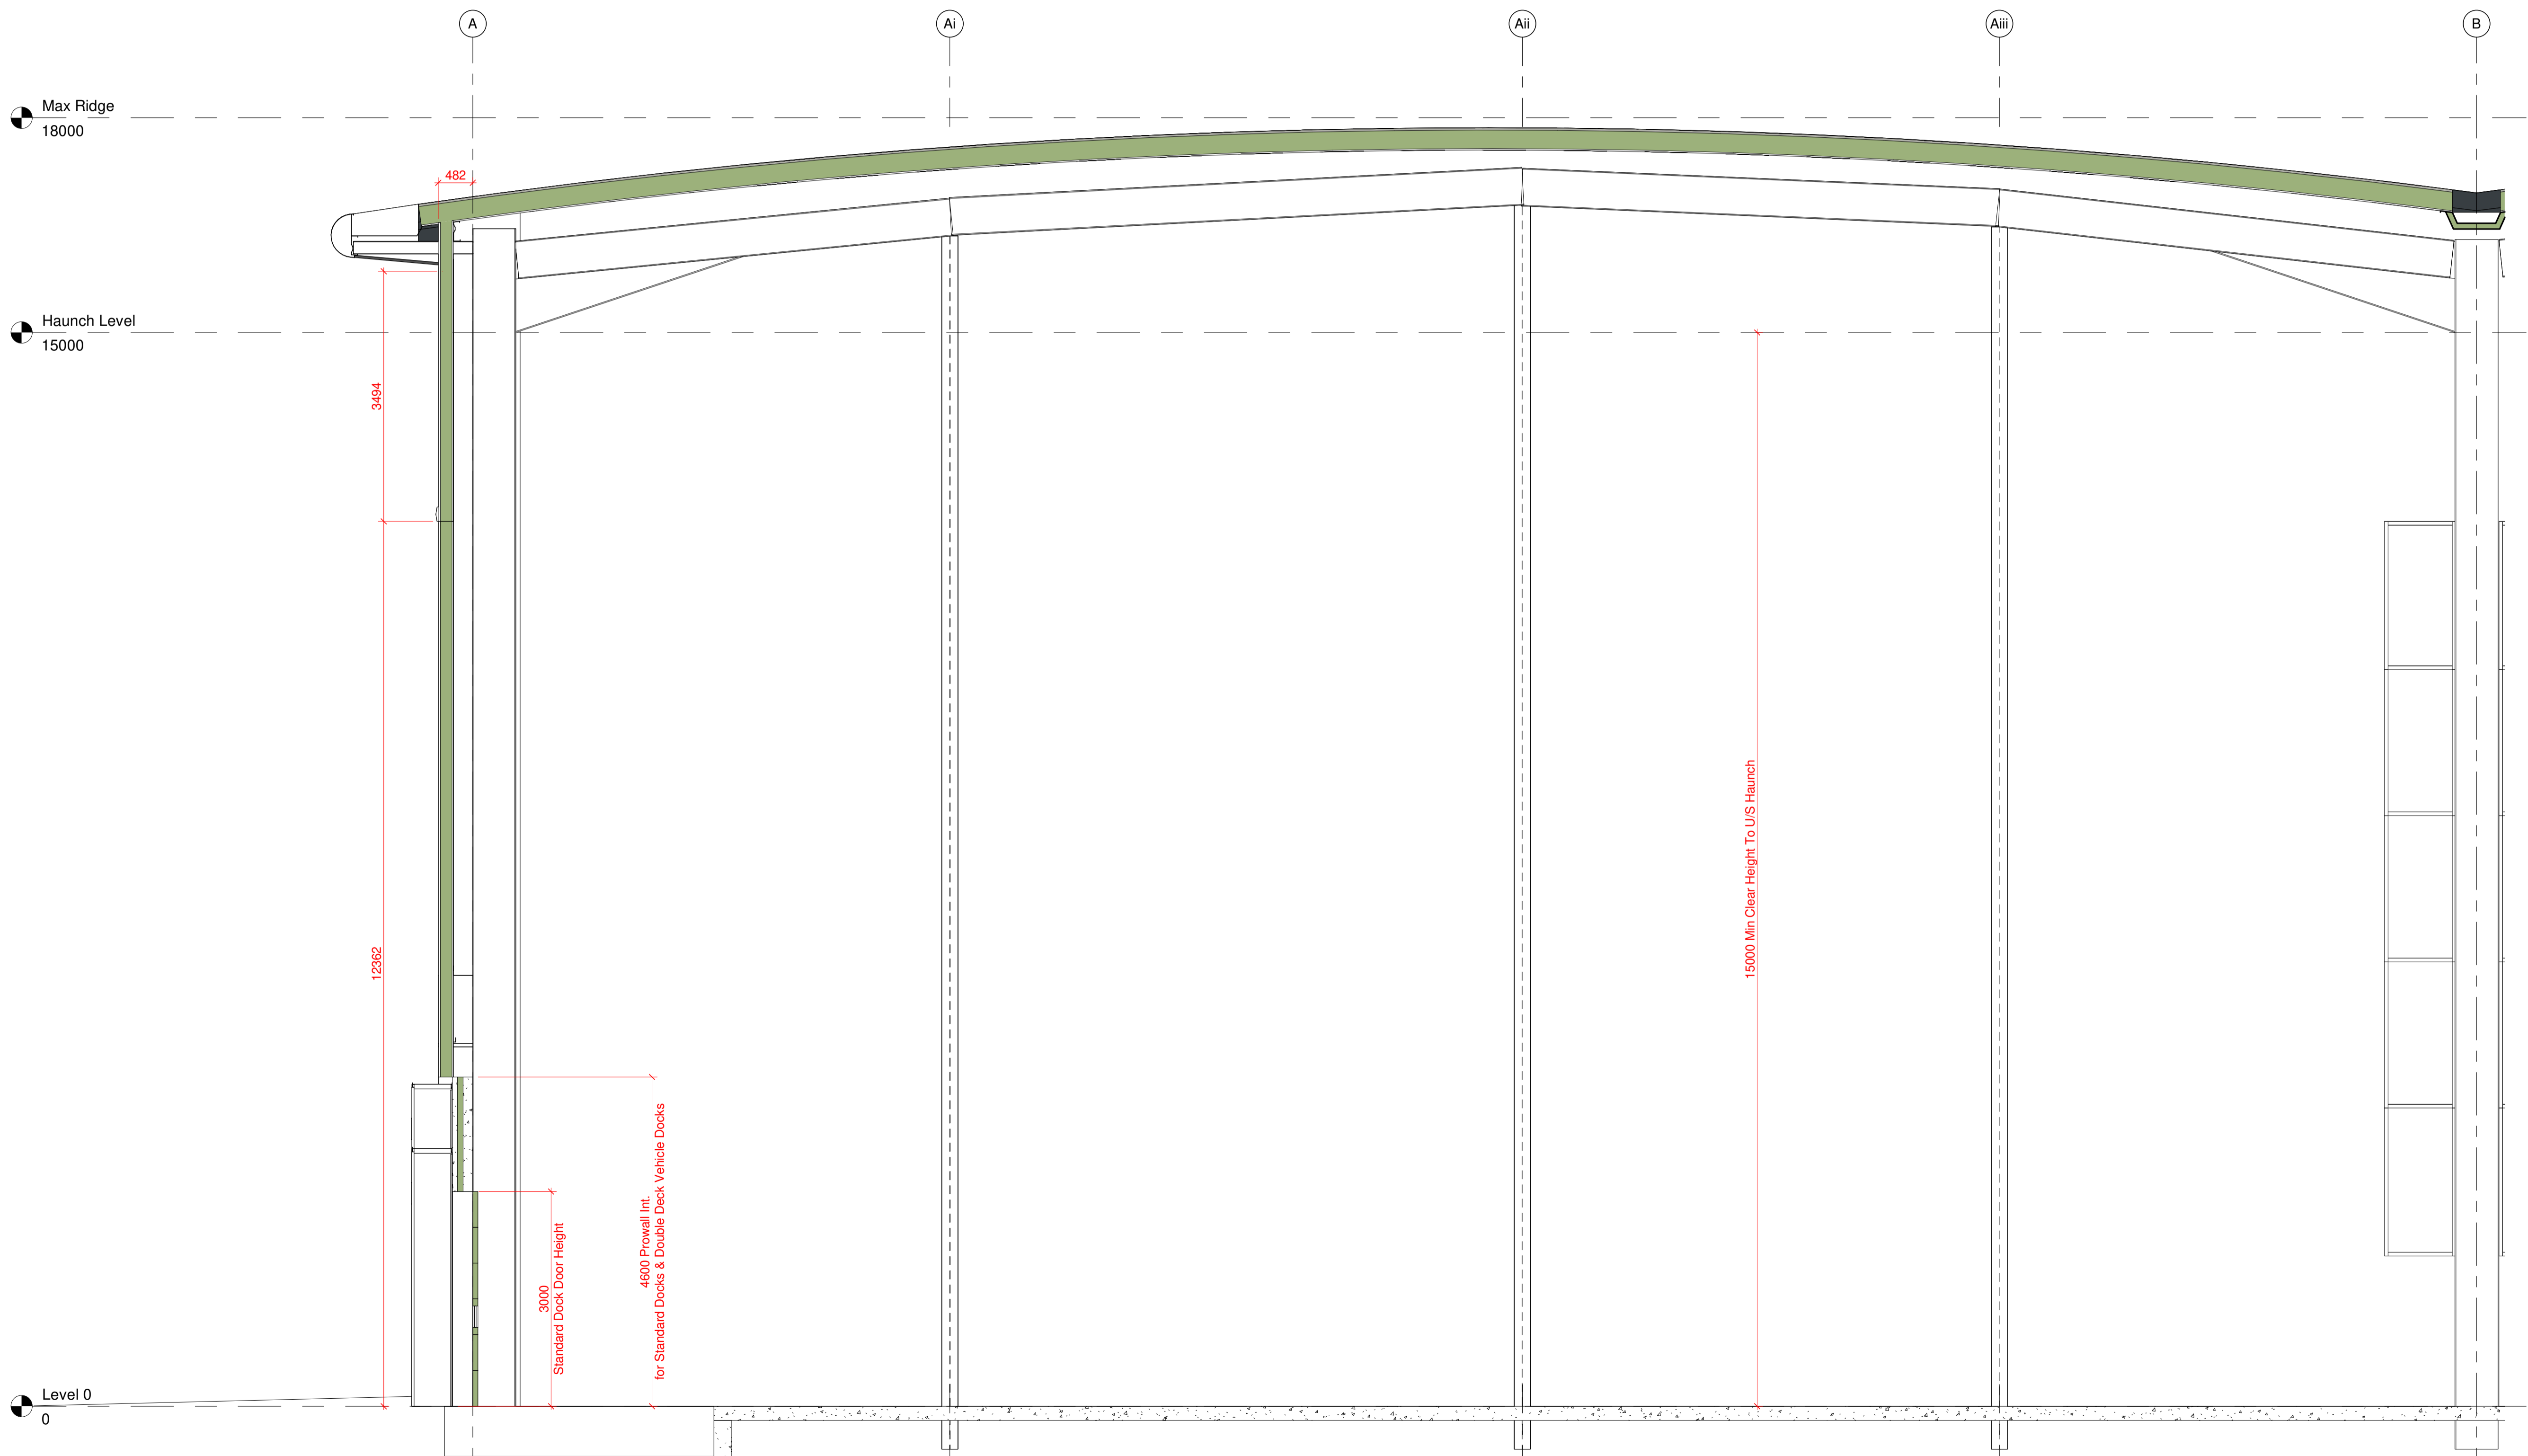 A
Ai
Aii
Aiii
B
Max Ridge
18000
482
Haunch Level
15000
3494
12362
15000 Min Clear Height To U/S Haunch
4600 Prowall Int.
for Standard Docks & Double Deck Vehicle Docks
3000
Standard Dock Door Height
Level 0
0